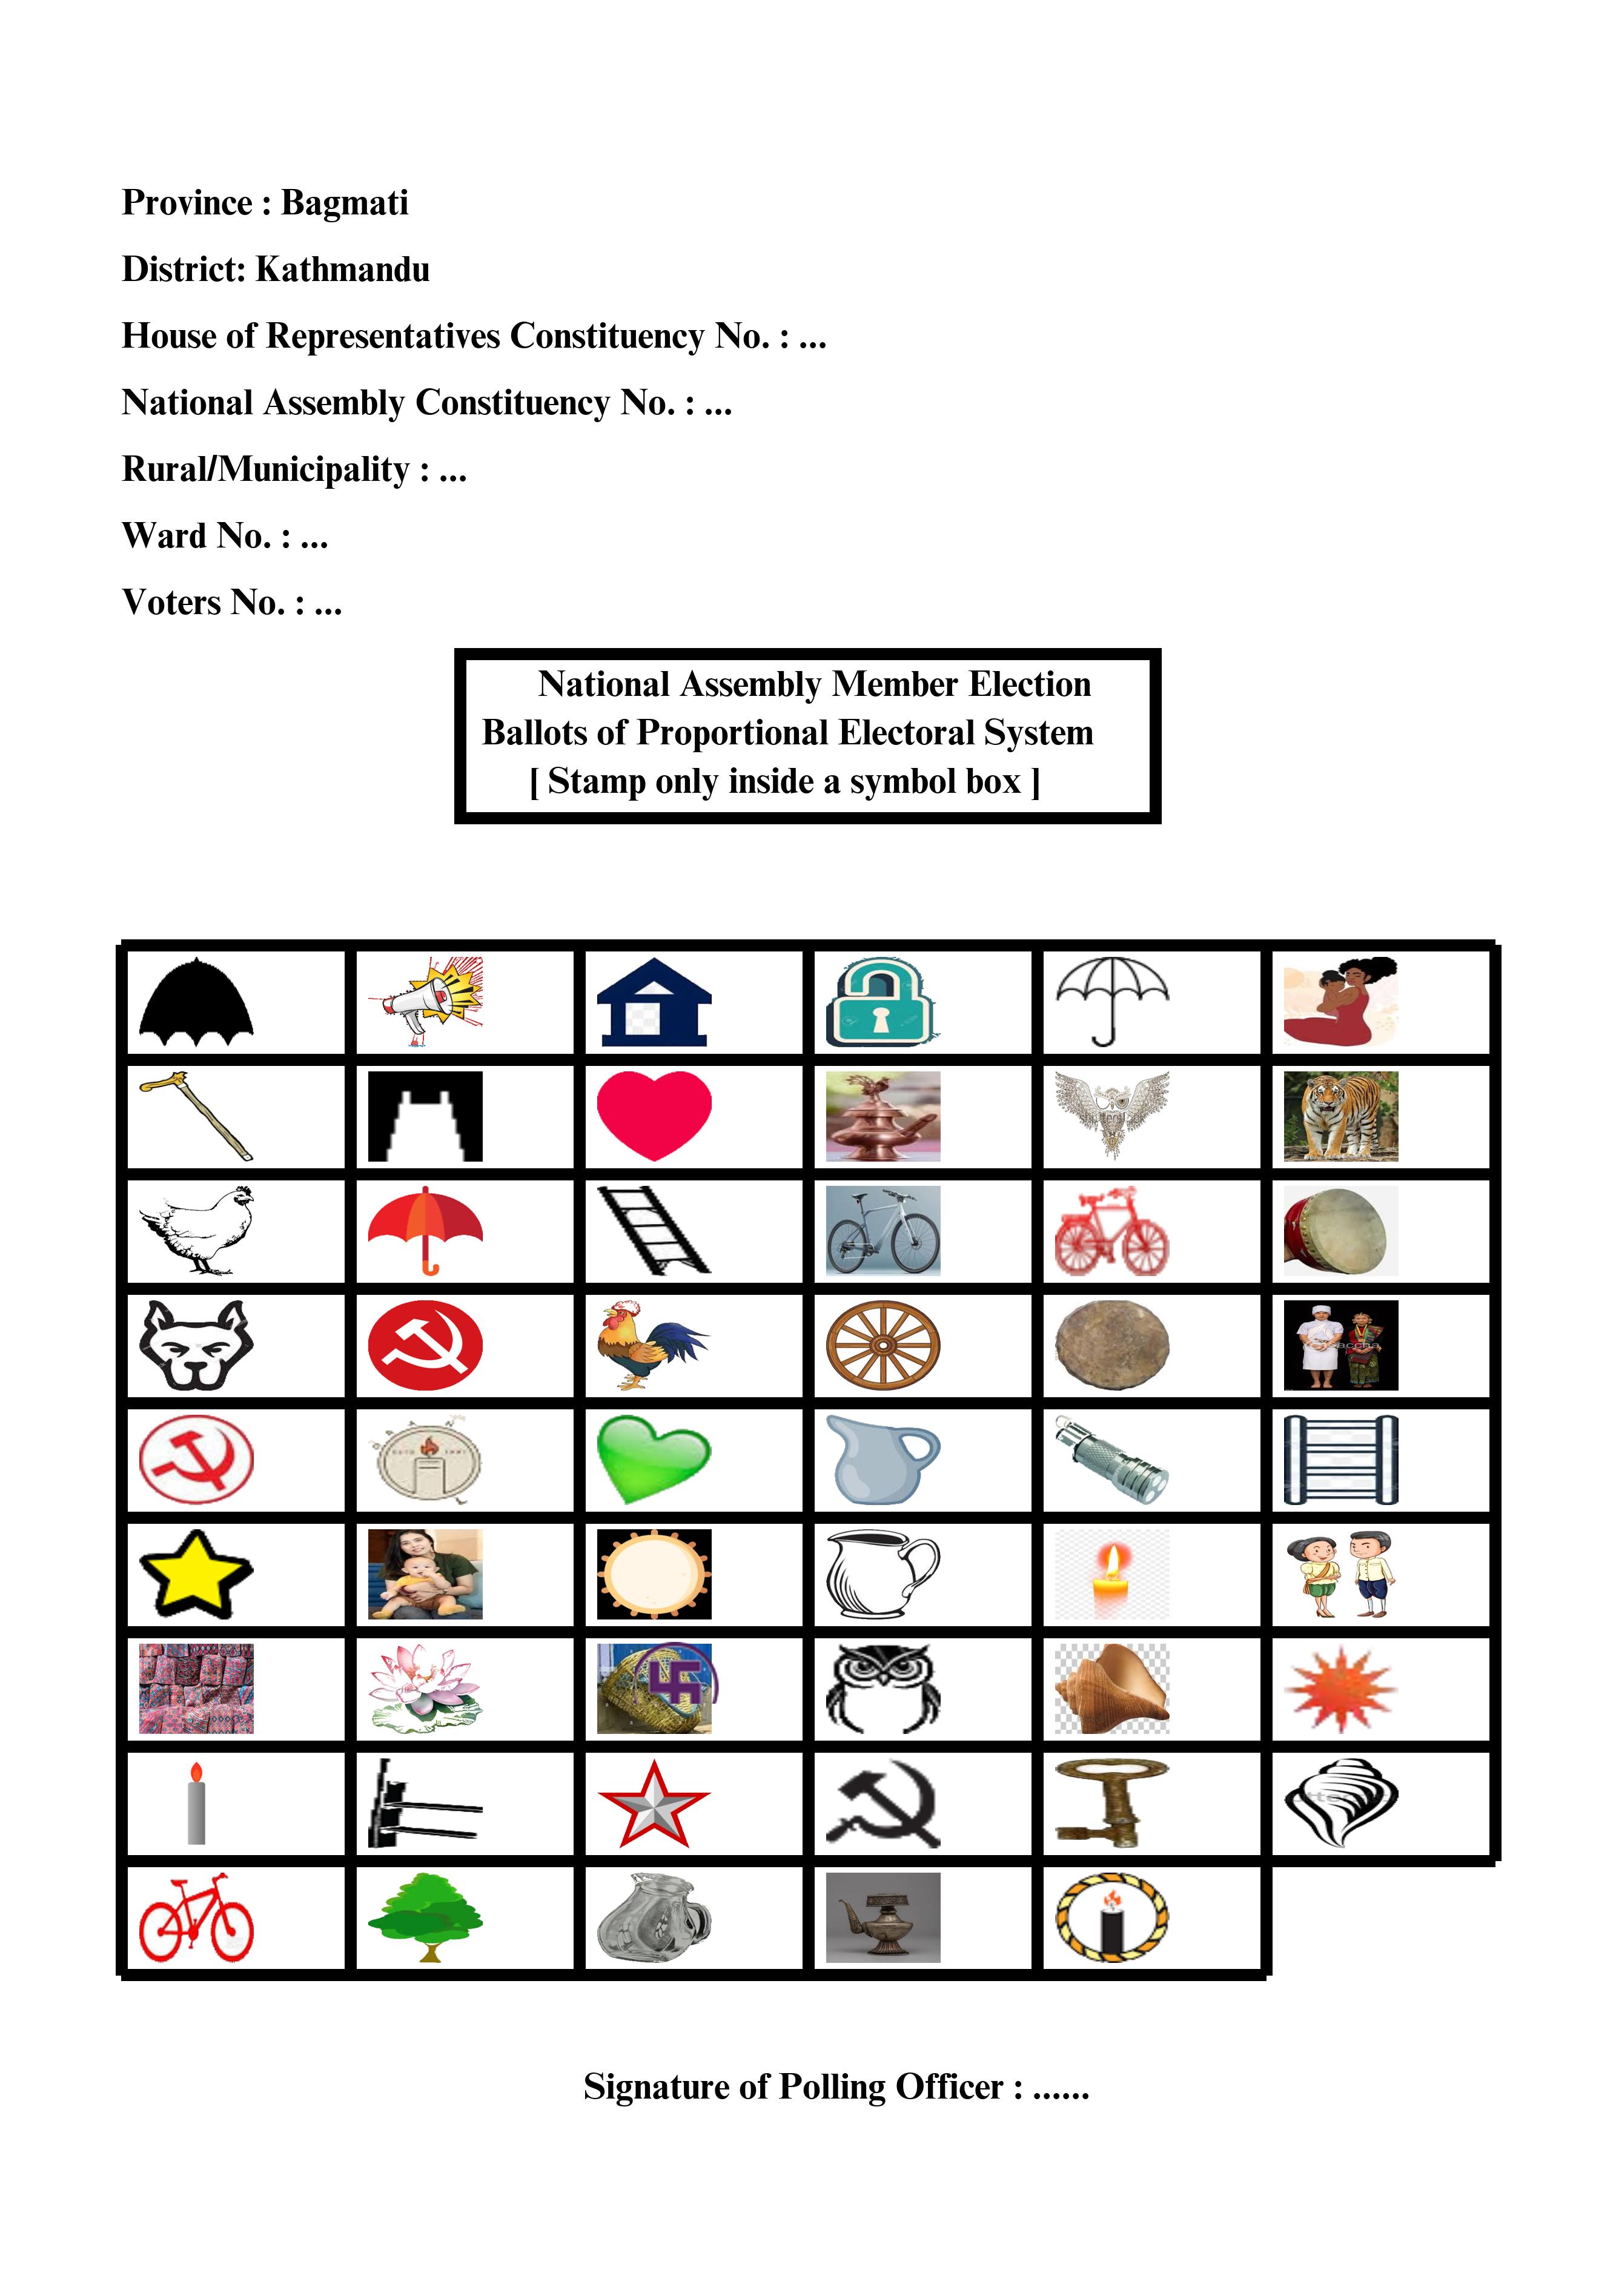 Province : Bagmati
District: Kathmandu
House of Representatives Constituency No. : ...
National Assembly Constituency No. : ...
Rural/Municipality : ...
Ward No. : ...
Voters No. : ...
National Assembly Member Election
Ballots of Proportional Electoral System
[ Stamp only inside a symbol box ]
Signature of Polling Officer : ......